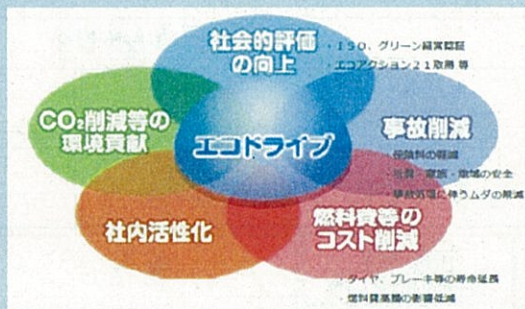 社会的評価
の向上
・ISO、グリーン経営認証
・エコアクション21取得 等
CO₂削減等の
環境貢献
エコドライブ
事故削減
・保険料の軽減
・社員・家族・地域の安全
・事故処理に伴うムダの削減
社内活性化
燃料費等の
コスト削減
・タイヤ、ブレーキ等の寿命延長
・燃料費高騰の影響低減